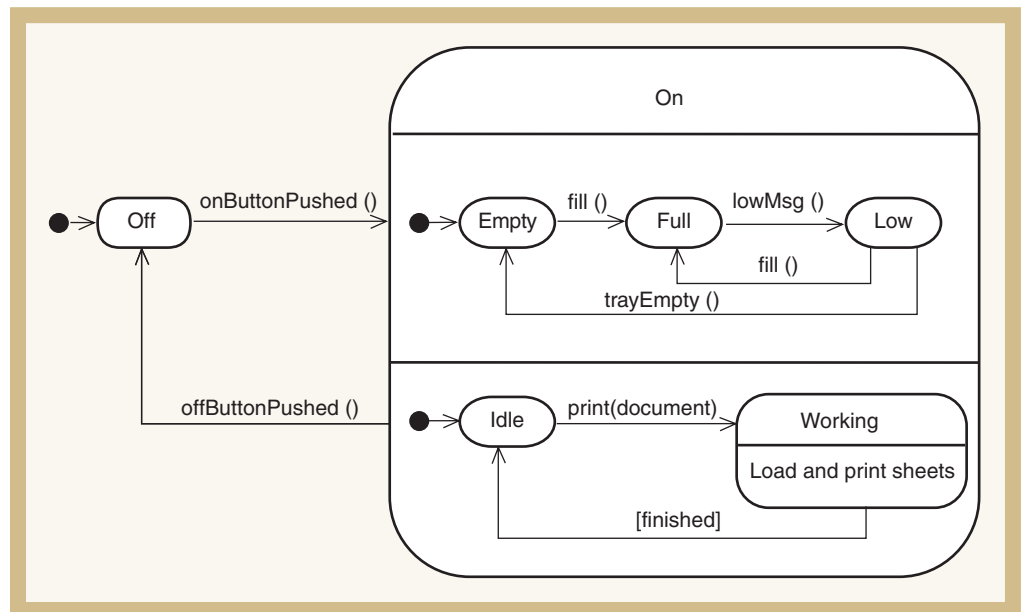 On
onButtonPushed ()
Off
fill ()
lowMsg ()
Empty
Full
Low
fill ()
trayEmpty ()
offButtonPushed ()
Idle
print(document)
Working
Load and print sheets
[finished]